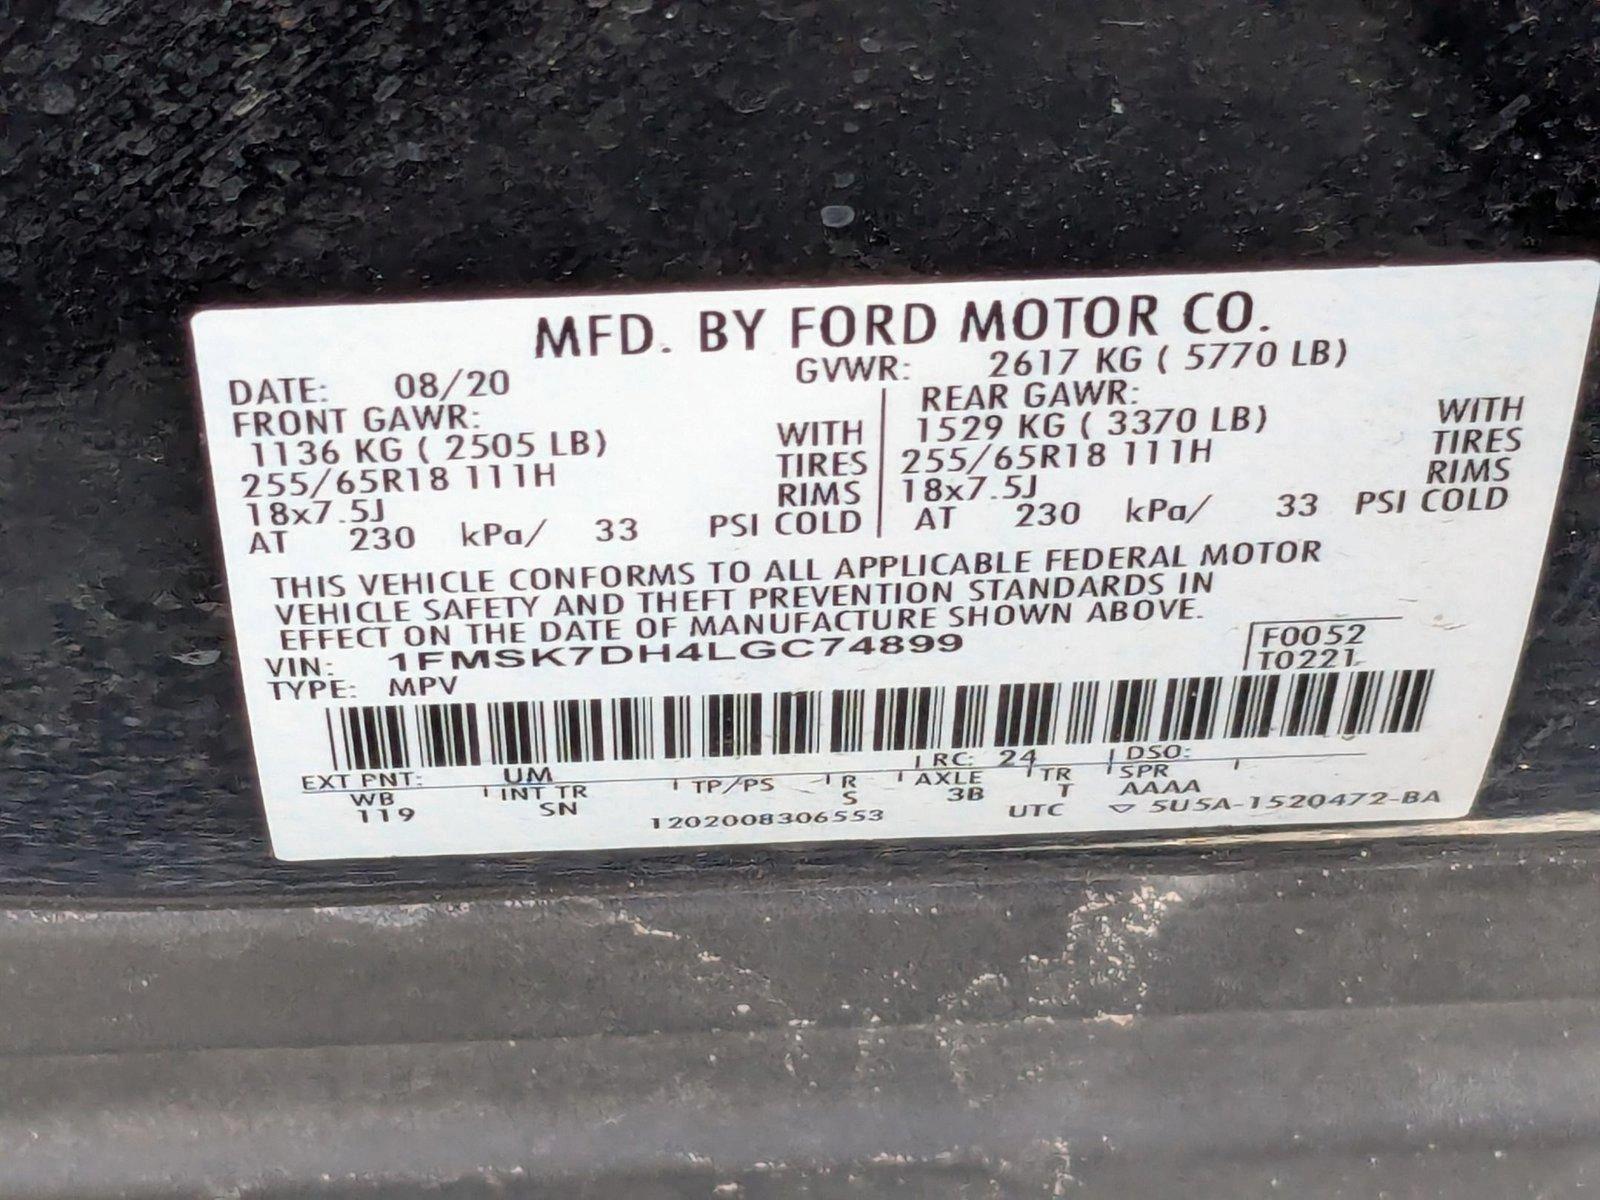 MFD. BY FORD MOTOR CO.
DATE: 08/20 GVWR: 2617 KG ( 5770 LB)
FRONT GAWR: REAR GAWR:
1136 KG ( 2505 LB) WITH 1529 KG ( 3370 LB) WITH
255/65R18 111H TIRES 255/65R18 111H TIRES
18x7.5J RIMS 18x7.5J RIMS
AT 230 kPa/ 33 PSI COLD AT 230 kPa/ 33 PSI COLD
THIS VEHICLE CONFORMS TO ALL APPLICABLE FEDERAL MOTOR
VEHICLE SAFETY AND THEFT PREVENTION STANDARDS IN
EFFECT ON THE DATE OF MANUFACTURE SHOWN ABOVE.
VIN: 1FMSK7DH4LGC74899 F0052
TYPE: MPV T0221
EXT PNT: UM RC: 24 DSO:
WB INT TR TP/PS R AXLE TR SPR
119 SN S 3B T AAAA
1202008306553 UTC ▽ 5U5A-1520472-BA